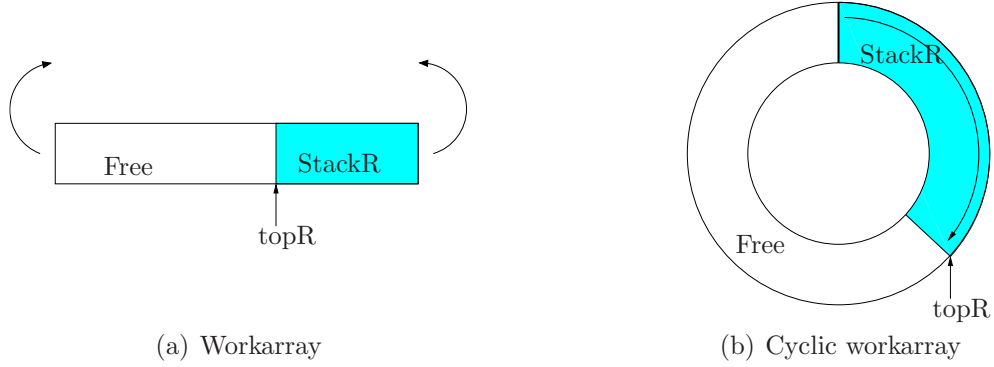 Free
StackR
topR
(a) Workarray
StackR
Free
topR
(b) Cyclic workarray